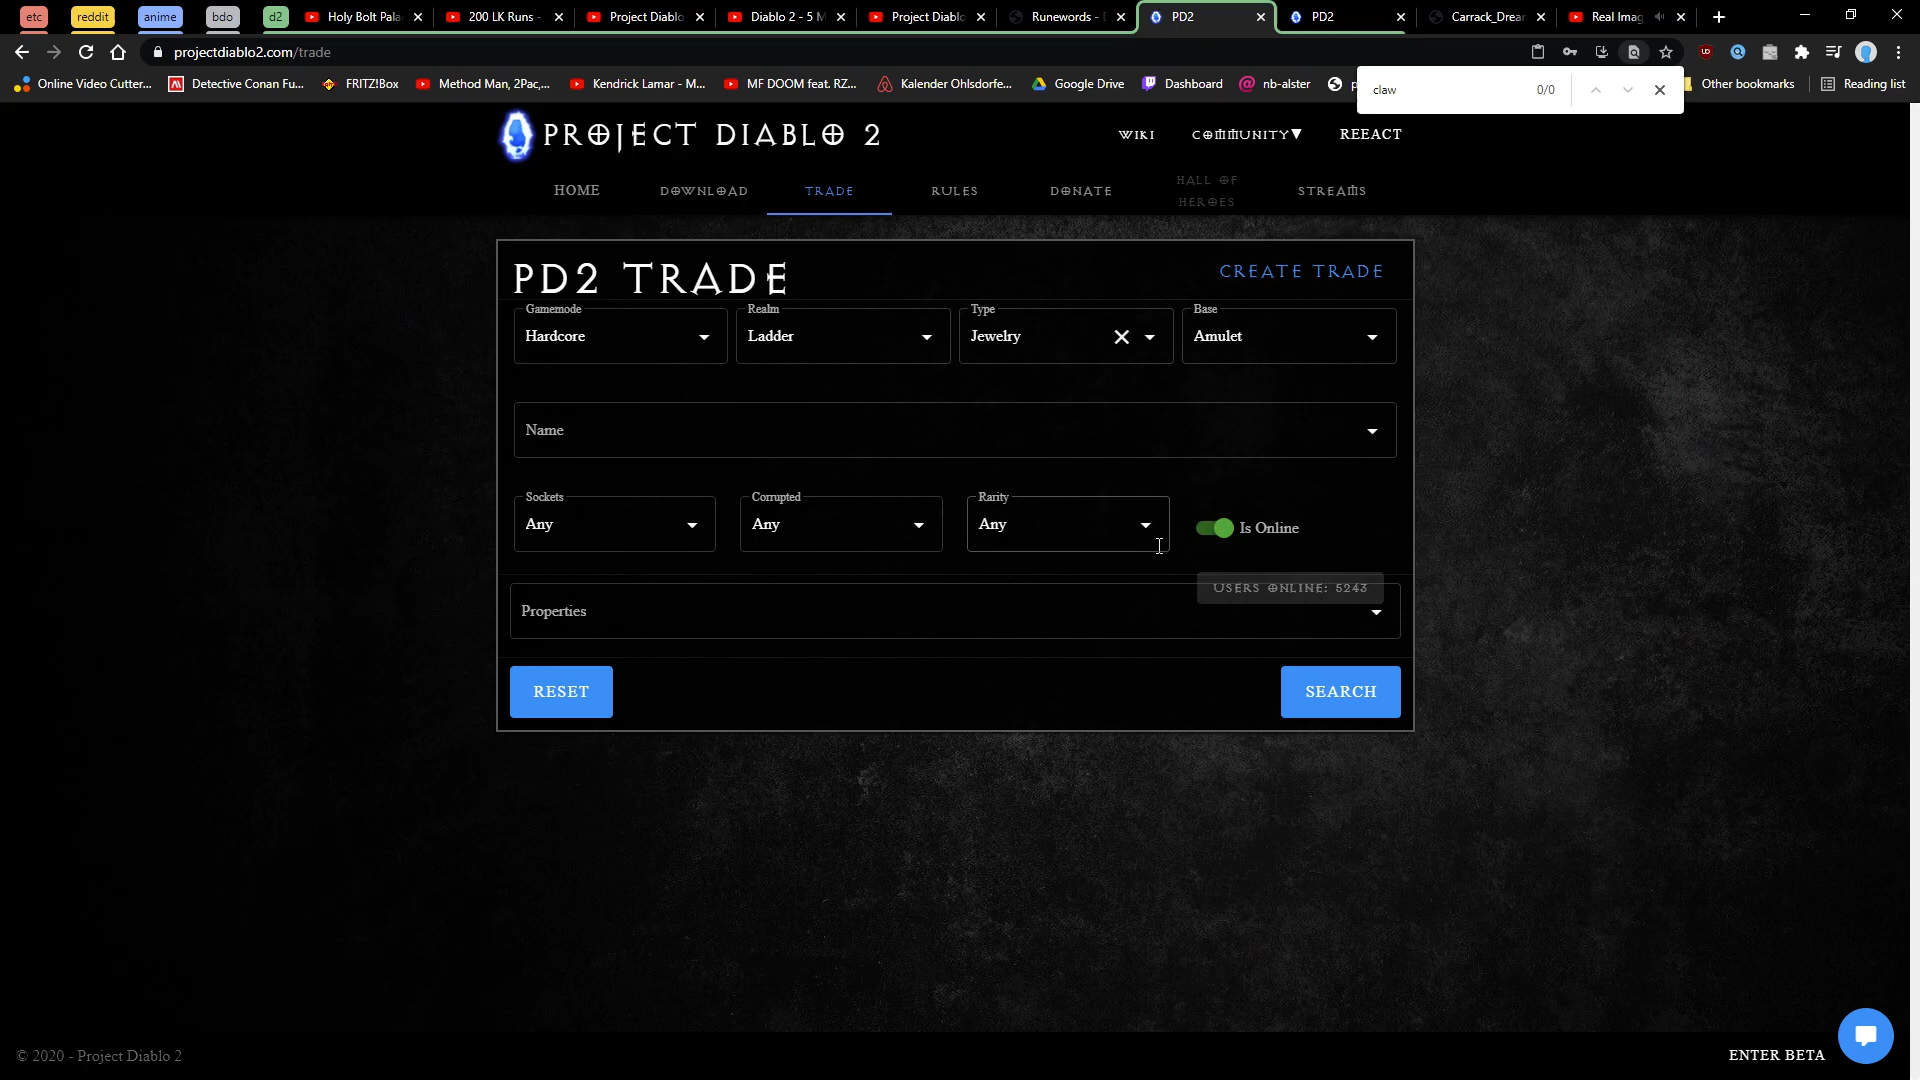 etc reddit anime bdo d2 Holy Bolt Pala 200 LK Runs - Project Diablo Diablo 2 - 5 M Project Diablo Runewords - PD2 PD2 Carrack_Drear Real Imag
projectdiablo2.com/trade
Online Video Cutter... Detective Conan Fu... FRITZ!Box Method Man, 2Pac,... Kendrick Lamar - M... MF DOOM feat. RZ... Kalender Ohlsdorfe... Google Drive Dashboard nb-alster Other bookmarks Reading list
claw 0/0
PROJECT DIABLO 2 WIKI COMMUNITY▼ REEACT
HOME DOWNLOAD TRADE RULES DONATE HALL OF HEROES STREAMS
PD2 TRADE CREATE TRADE
Gamemode Realm Type Base
Hardcore Ladder Jewelry Amulet
Name
Sockets Corrupted Rarity
Any Any Any Is Online
USERS ONLINE: 5243
Properties
RESET SEARCH
© 2020 - Project Diablo 2 ENTER BETA